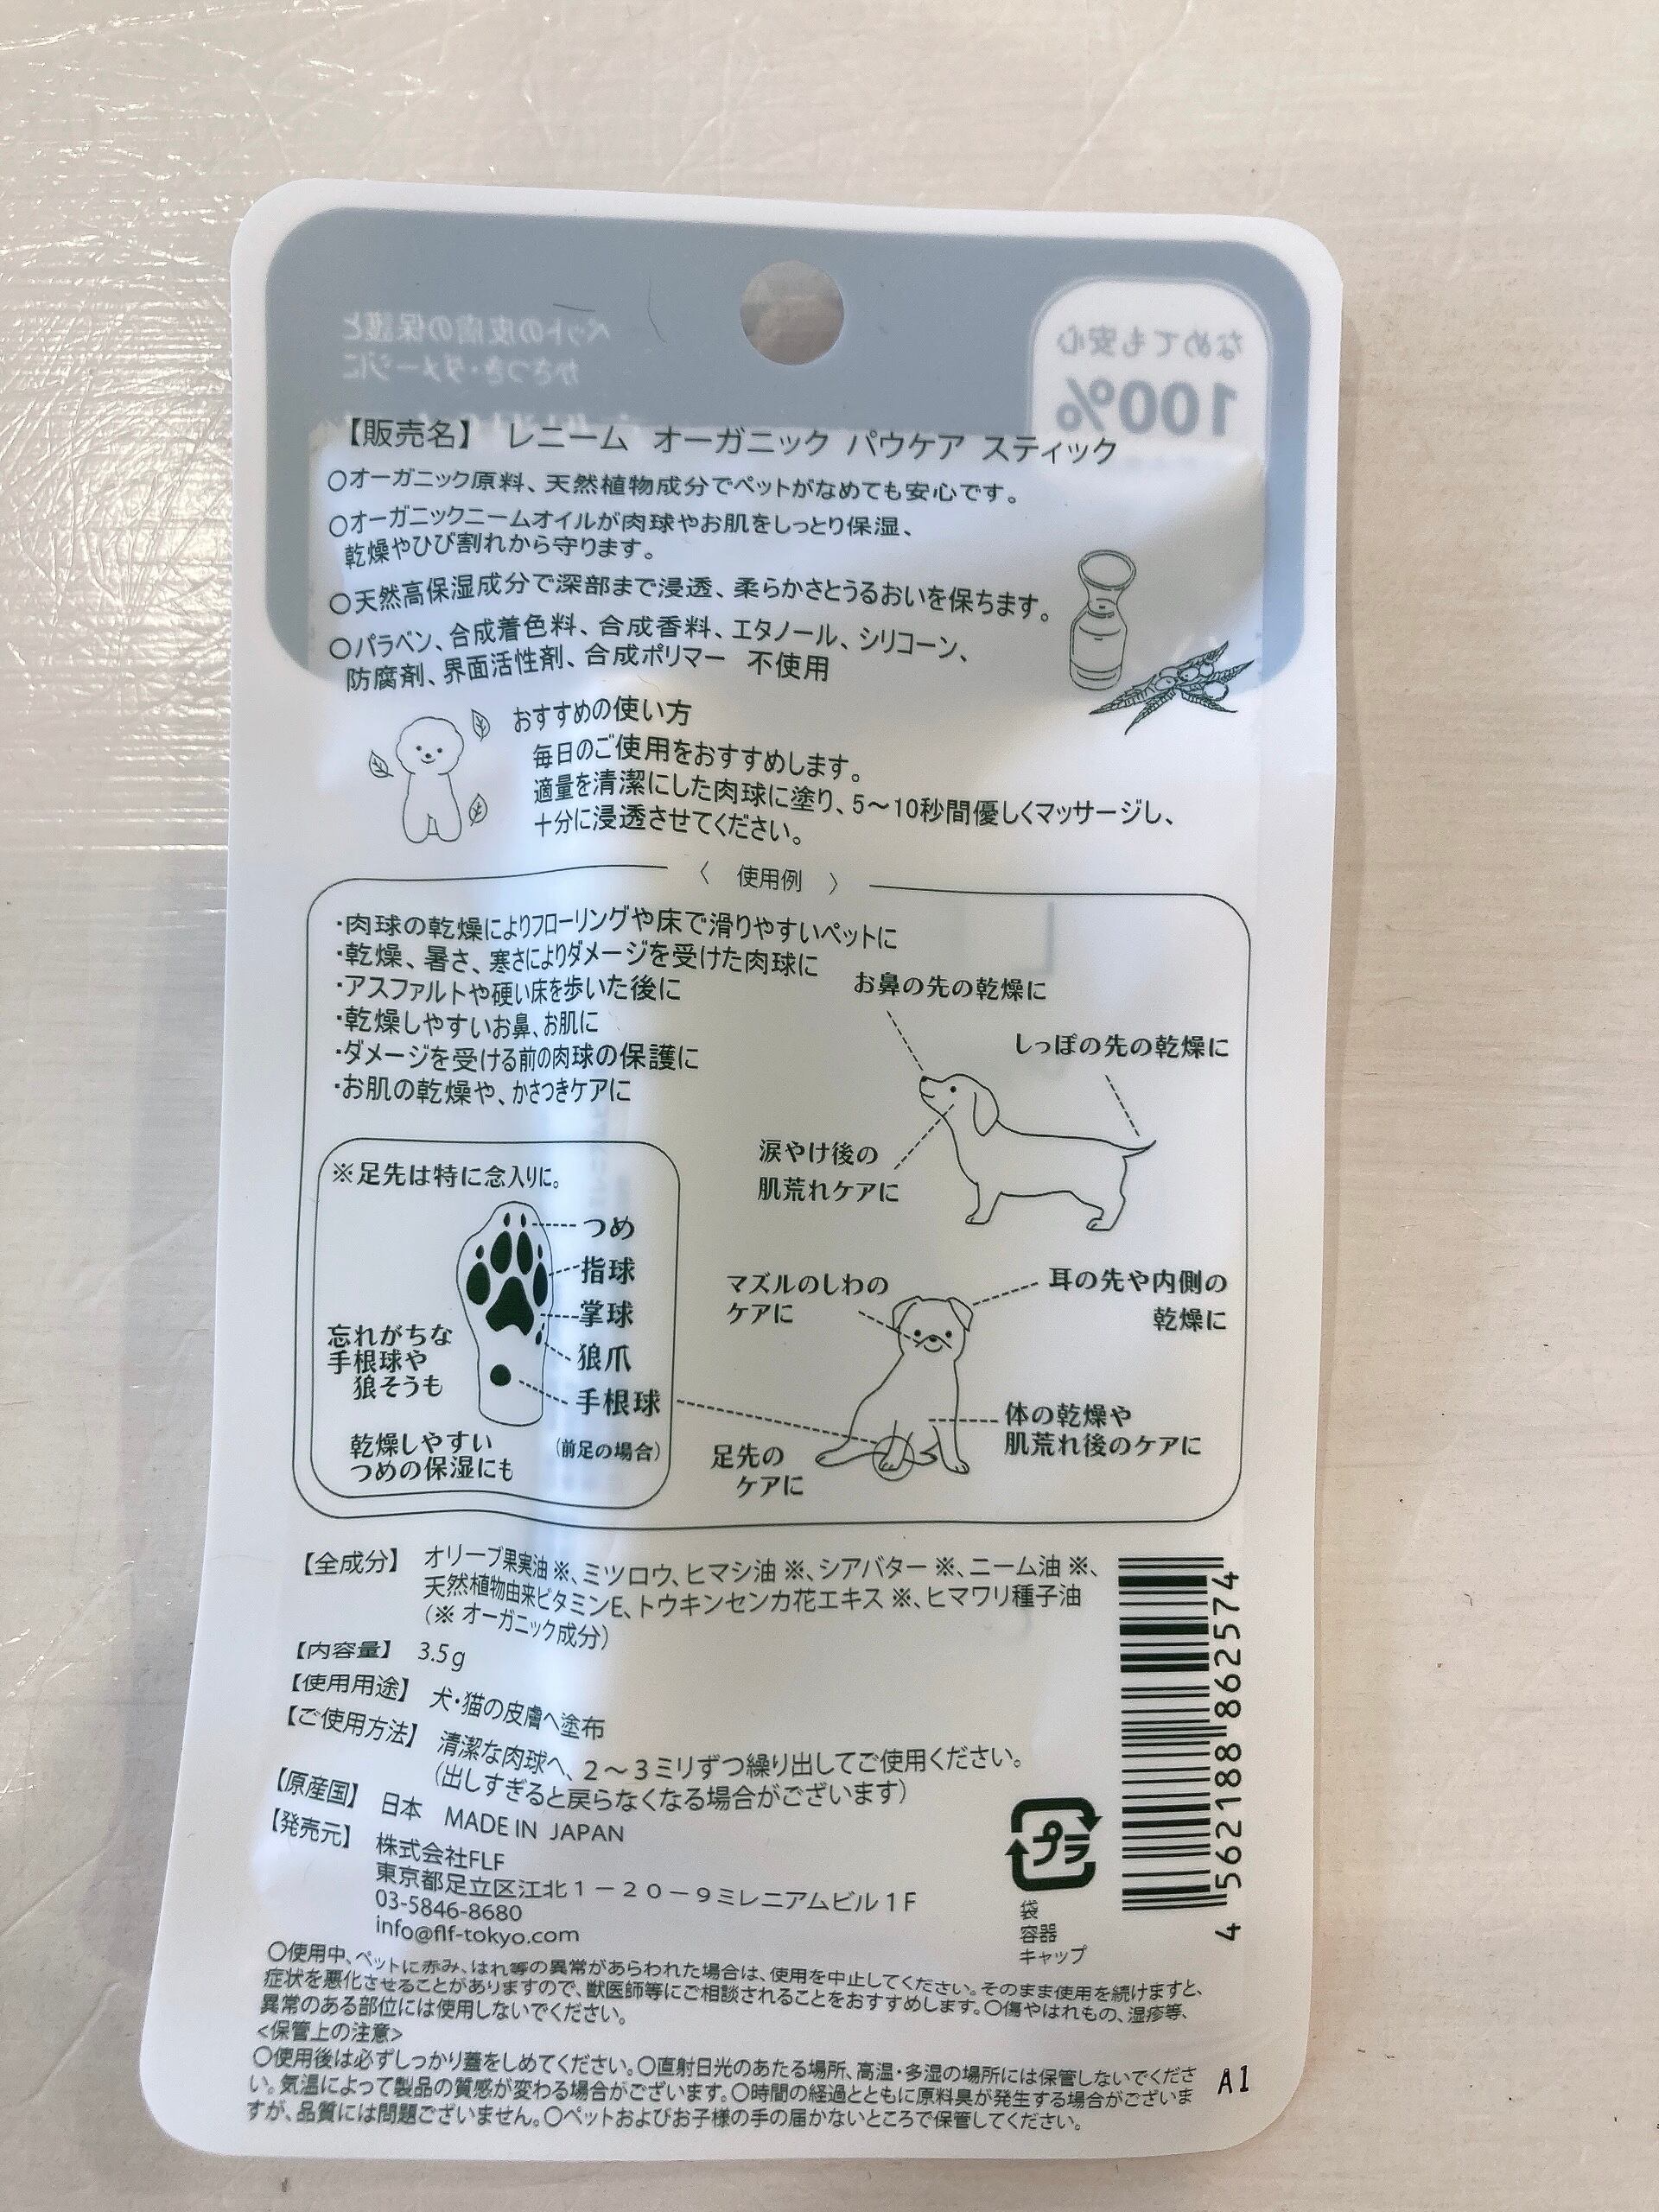 ペットの皮膚の保護と
かさつき・ダメージに
なめても安心
100%
【販売名】 レニーム オーガニック パウケア スティック
○オーガニック原料、天然植物成分でペットがなめても安心です。
○オーガニックニームオイルが肉球やお肌をしっとり保湿、
乾燥やひび割れから守ります。
○天然高保湿成分で深部まで浸透、柔らかさとうるおいを保ちます。
○パラベン、合成着色料、合成香料、エタノール、シリコーン、
防腐剤、界面活性剤、合成ポリマー 不使用
おすすめの使い方
毎日のご使用をおすすめします。
適量を清潔にした肉球に塗り、5〜10秒間優しくマッサージし、
十分に浸透させてください。
〈 使用例 〉
・肉球の乾燥によりフローリングや床で滑りやすいペットに
・乾燥、暑さ、寒さによりダメージを受けた肉球に
・アスファルトや硬い床を歩いた後に
・乾燥しやすいお鼻、お肌に
・ダメージを受ける前の肉球の保護に
・お肌の乾燥や、かさつきケアに
お鼻の先の乾燥に
しっぽの先の乾燥に
涙やけ後の
肌荒れケアに
※足先は特に念入りに。
つめ
指球
掌球
狼爪
手根球
(前足の場合)
忘れがちな
手根球や
狼そうも
乾燥しやすい
つめの保湿にも
マズルのしわの
ケアに
耳の先や内側の
乾燥に
体の乾燥や
肌荒れ後のケアに
足先の
ケアに
【全成分】 オリーブ果実油 ※、ミツロウ、ヒマシ油 ※、シアバター ※、ニーム油 ※、
天然植物由来ビタミンE、トウキンセンカ花エキス ※、ヒマワリ種子油
(※ オーガニック成分)
【内容量】 3.5g
【使用用途】 犬・猫の皮膚へ塗布
【ご使用方法】 清潔な肉球へ、2〜3ミリずつ繰り出してご使用ください。
(出しすぎると戻らなくなる場合がございます)
【原産国】 日本 MADE IN JAPAN
【発売元】 株式会社FLF
東京都足立区江北1−20−9ミレニアムビル1F
03-5846-8680
info@flf-tokyo.com
プラ
袋
容器
キャップ
4 562188 862574
○使用中、ペットに赤み、はれ等の異常があらわれた場合は、使用を中止してください。そのまま使用を続けますと、
症状を悪化させることがありますので、獣医師等にご相談されることをおすすめします。○傷やはれもの、湿疹等、
異常のある部位には使用しないでください。
<保管上の注意>
○使用後は必ずしっかり蓋をしめてください。○直射日光のあたる場所、高温・多湿の場所には保管しないでくださ
い。気温によって製品の質感が変わる場合がございます。○時間の経過とともに原料臭が発生する場合がございま
すが、品質には問題ございません。○ペットおよびお子様の手の届かないところで保管してください。
A1